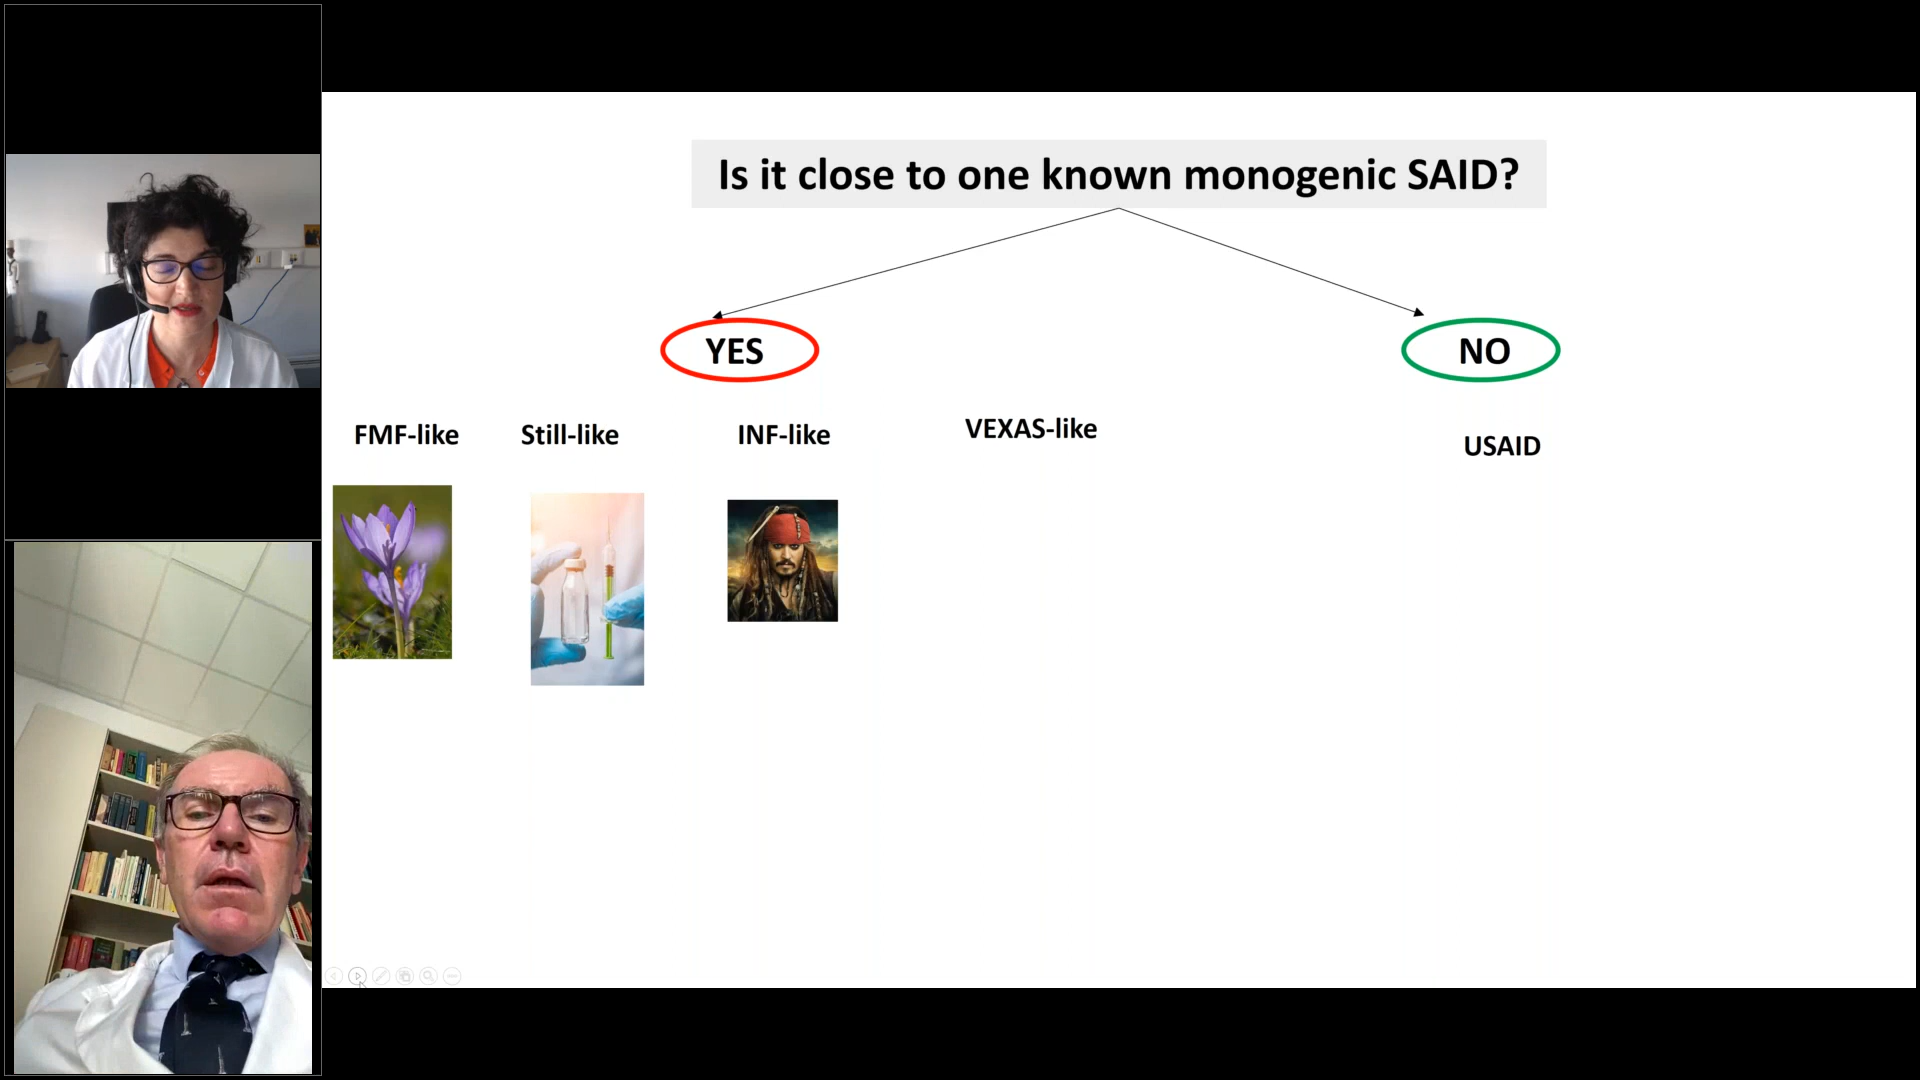 Is it close to one known monogenic SAID?
YES
NO
FMF-like
Still-like
INF-like
VEXAS-like
USAID